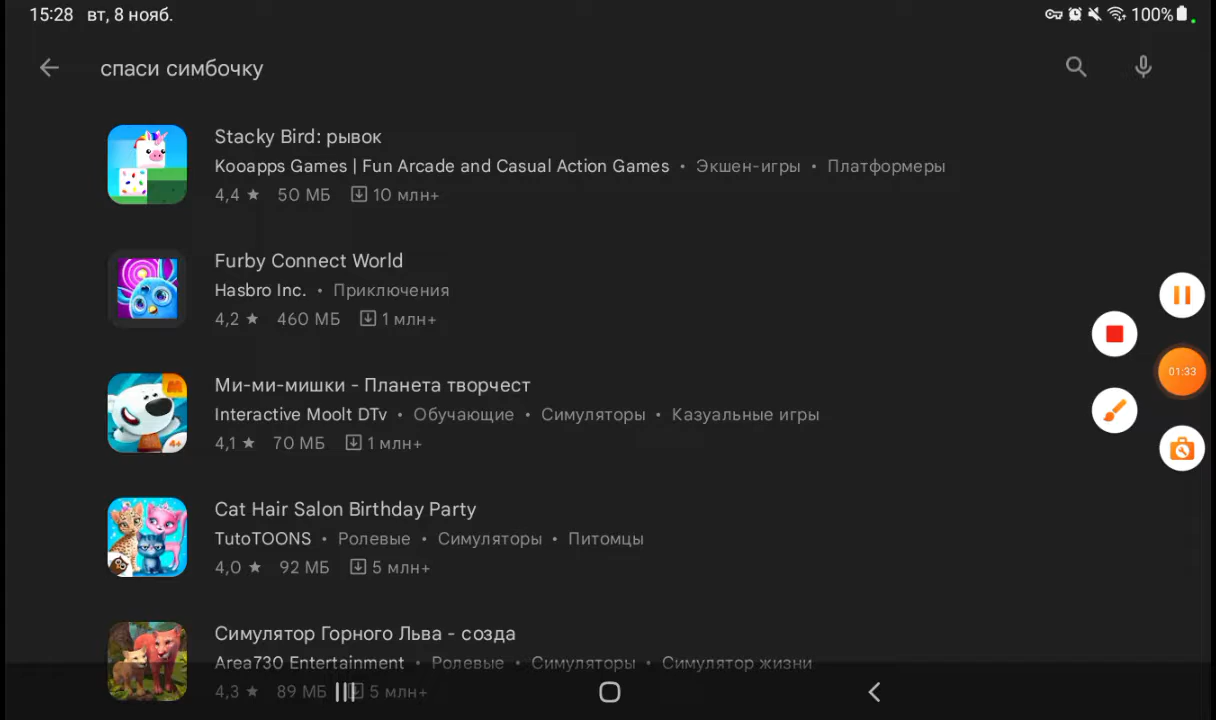 15:28 вт, 8 нояб. 100%
спаси симбочку
Stacky Bird: рывок
Kooapps Games | Fun Arcade and Casual Action Games • Экшен-игры • Платформеры
4,4 ★ 50 МБ 10 млн+
Furby Connect World
Hasbro Inc. • Приключения
4,2 ★ 460 МБ 1 млн+
Ми-ми-мишки - Планета творчест
Interactive Moolt DTv • Обучающие • Симуляторы • Казуальные игры
4+
4,1 ★ 70 МБ 1 млн+
01:33
Cat Hair Salon Birthday Party
TutoTOONS • Ролевые • Симуляторы • Питомцы
4,0 ★ 92 МБ 5 млн+
Симулятор Горного Льва - созда
Area730 Entertainment • Ролевые • Симуляторы • Симулятор жизни
4,3 ★ 89 МБ 5 млн+